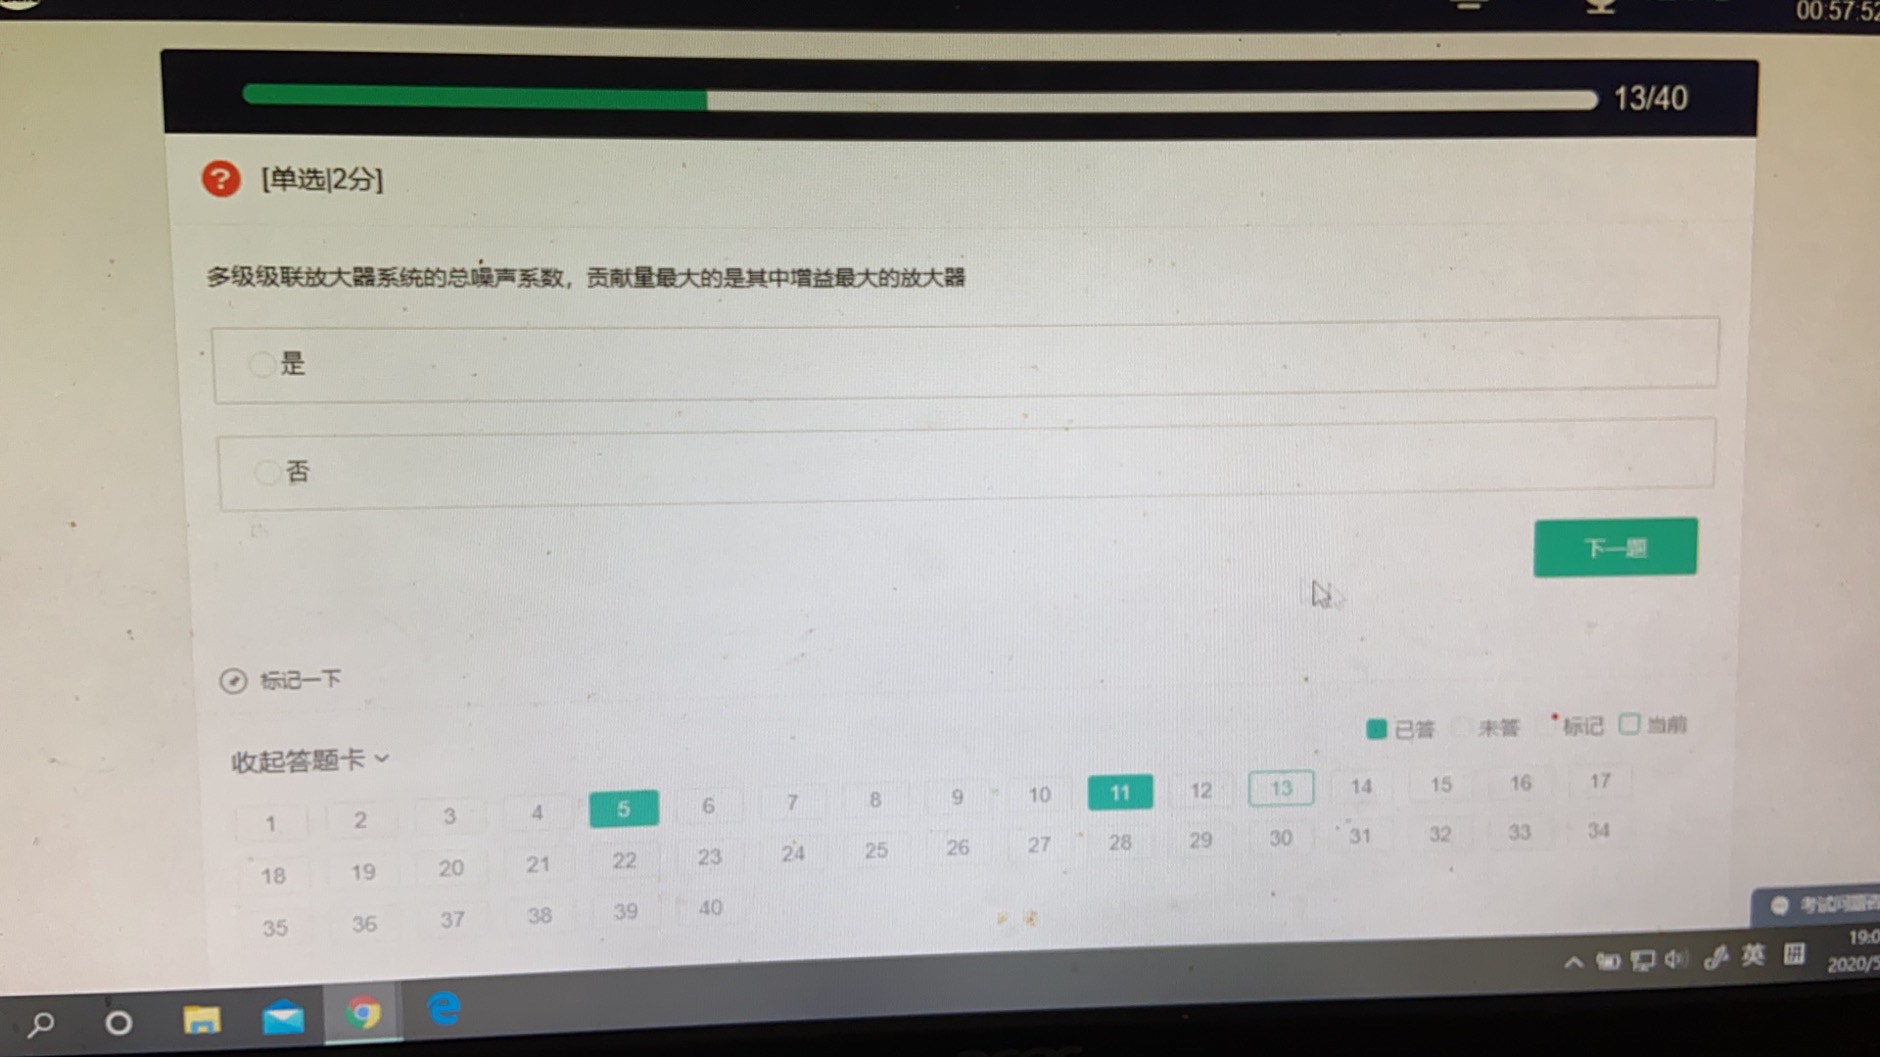 00:57:52
13/40
[单选|2分]
多级级联放大器系统的总噪声系数，贡献量最大的是其中增益最大的放大器
是
否
下一题
标记一下
已答 未答 标记 当前
收起答题卡
1 2 3 4 5 6 7 8 9 10 11 12 13 14 15 16 17
18 19 20 21 22 23 24 25 26 27 28 29 30 31 32 33 34
35 36 37 38 39 40
考试问题
英
19:0
2020/5